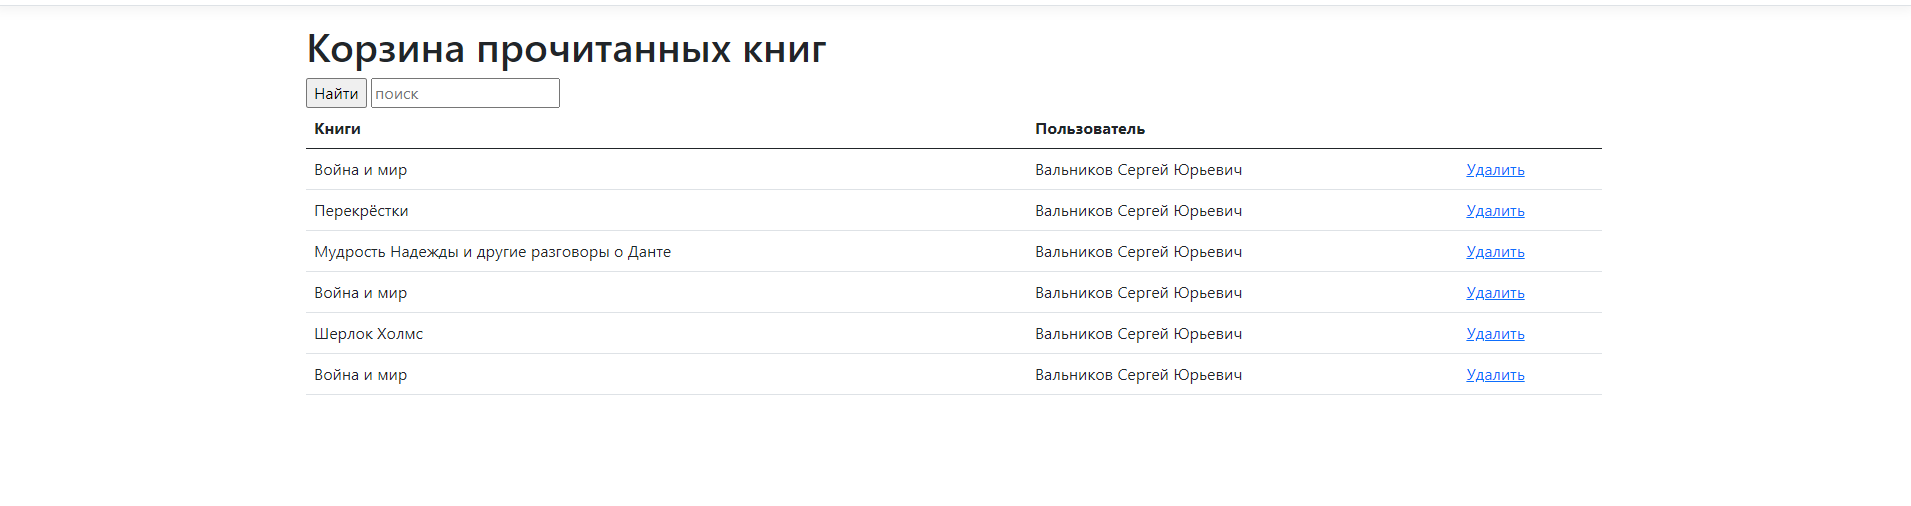 Корзина прочитанных книг
Найти поиск
Книги Пользователь
Война и мир Вальников Сергей Юрьевич Удалить
Перекрёстки Вальников Сергей Юрьевич Удалить
Мудрость Надежды и другие разговоры о Данте Вальников Сергей Юрьевич Удалить
Война и мир Вальников Сергей Юрьевич Удалить
Шерлок Холмс Вальников Сергей Юрьевич Удалить
Война и мир Вальников Сергей Юрьевич Удалить